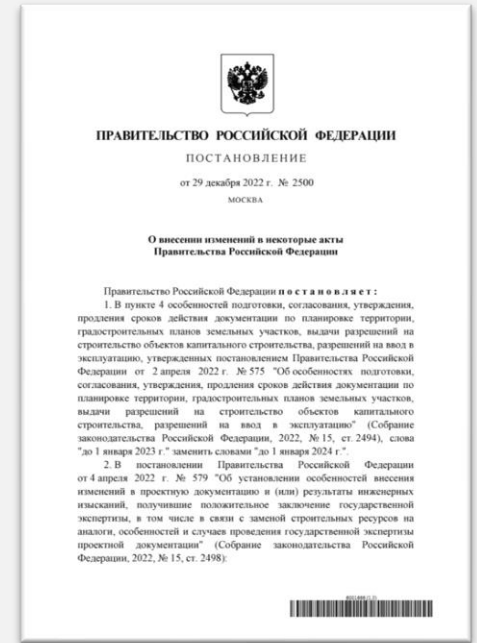 ПРАВИТЕЛЬСТВО РОССИЙСКОЙ ФЕДЕРАЦИИ
ПОСТАНОВЛЕНИЕ
от 29 декабря 2022 г. № 2500
МОСКВА
О внесении изменений в некоторые акты
Правительства Российской Федерации
Правительство Российской Федерации постановляет:
1. В пункте 4 особенностей подготовки, согласования, утверждения,
продления сроков действия документации по планировке территории,
градостроительных планов земельных участков, выдачи разрешений на
строительство объектов капитального строительства, разрешений на ввод в
эксплуатацию, утвержденных постановлением Правительства Российской
Федерации от 2 апреля 2022 г. № 575 "Об особенностях подготовки,
согласования, утверждения, продления сроков действия документации по
планировке территории, градостроительных планов земельных участков,
выдачи разрешений на строительство объектов капитального
строительства, разрешений на ввод в эксплуатацию" (Собрание
законодательства Российской Федерации, 2022, № 15, ст. 2494), слова
"до 1 января 2023 г." заменить словами "до 1 января 2024 г.".
2. В постановлении Правительства Российской Федерации
от 4 апреля 2022 г. № 579 "Об установлении особенностей внесения
изменений в проектную документацию и (или) результаты инженерных
изысканий, получившие положительное заключение государственной
экспертизы, в том числе в связи с заменой строительных ресурсов на
аналоги, особенностей и случаев проведения государственной экспертизы
проектной документации" (Собрание законодательства Российской
Федерации, 2022, № 15, ст. 2498):